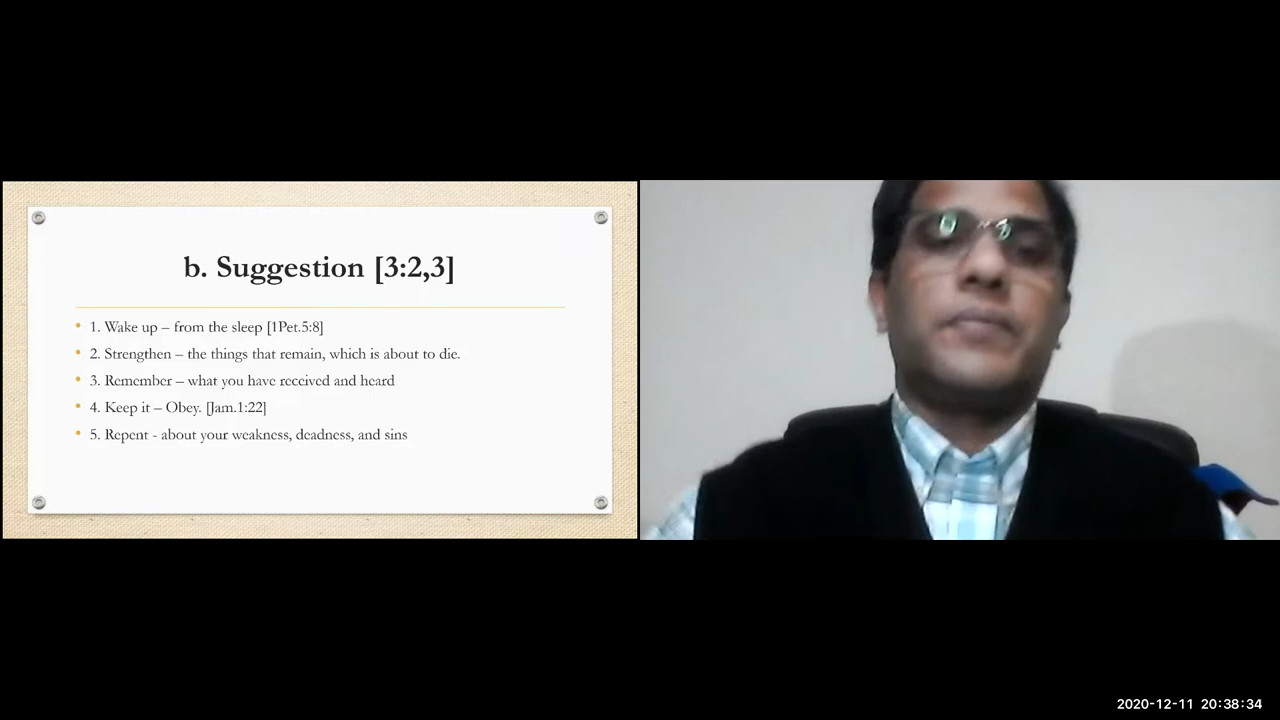 b. Suggestion [3:2,3]
• 1. Wake up – from the sleep [1Pet.5:8]
• 2. Strengthen – the things that remain, which is about to die.
• 3. Remember – what you have received and heard
• 4. Keep it – Obey. [Jam.1:22]
• 5. Repent - about your weakness, deadness, and sins
2020-12-11 20:38:34